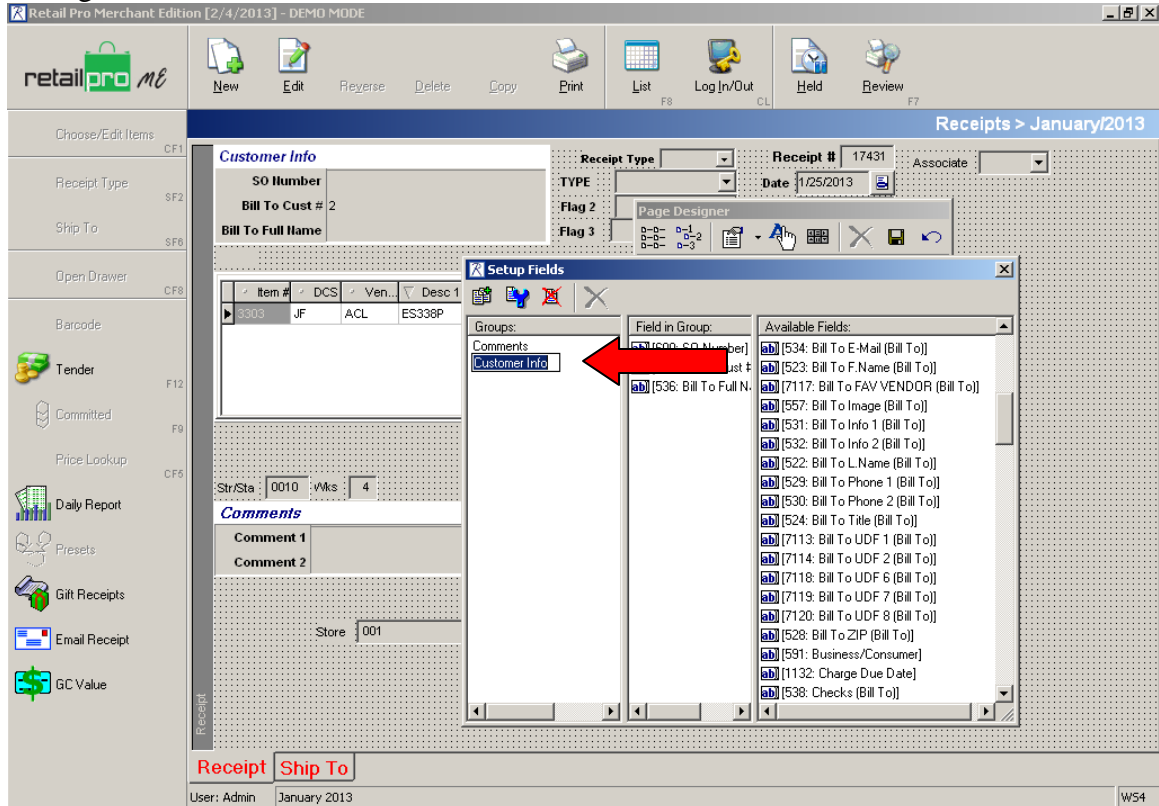 Retail Pro Merchant Edition [2/4/2013] - DEMO MODE
retail pro ME
New
Edit
Reverse
Delete
Copy
Print
List
F8
Log In/Out
CL
Held
Review
F7
Receipts > January/2013
Choose/Edit Items
CF1
Receipt Type
SF2
Ship To
SF6
Open Drawer
CF8
Barcode
Tender
F12
Committed
F9
Price Lookup
CF6
Daily Report
Presets
Gift Receipts
Email Receipt
GC Value
Customer Info
SO Number
Bill To Cust # 2
Bill To Full Name
Receipt Type
Receipt # 17431
Associate
TYPE
Date 1/25/2013
Flag 2
Flag 3
Page Designer
Item # DCS Ven... Desc 1
3303 JF ACL ES338P
Str/Sta 0010 Wks 4
Comments
Comment 1
Comment 2
Store 001
Receipt
Setup Fields
Groups:
Comments
Customer Info
Field in Group:
[536: Bill To Full N
Available Fields:
[534: Bill To E-Mail (Bill To)]
[523: Bill To F.Name (Bill To)]
[7117: Bill To FAV VENDOR (Bill To)]
[557: Bill To Image (Bill To)]
[531: Bill To Info 1 (Bill To)]
[532: Bill To Info 2 (Bill To)]
[522: Bill To L.Name (Bill To)]
[529: Bill To Phone 1 (Bill To)]
[530: Bill To Phone 2 (Bill To)]
[524: Bill To Title (Bill To)]
[7113: Bill To UDF 1 (Bill To)]
[7114: Bill To UDF 2 (Bill To)]
[7118: Bill To UDF 6 (Bill To)]
[7119: Bill To UDF 7 (Bill To)]
[7120: Bill To UDF 8 (Bill To)]
[528: Bill To ZIP (Bill To)]
[591: Business/Consumer]
[1132: Charge Due Date]
[538: Checks (Bill To)]
Receipt Ship To
User: Admin January 2013 WS4